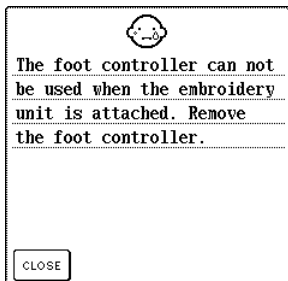 The foot controller can not
be used when the embroidery
unit is attached. Remove
the foot controller.
CLOSE